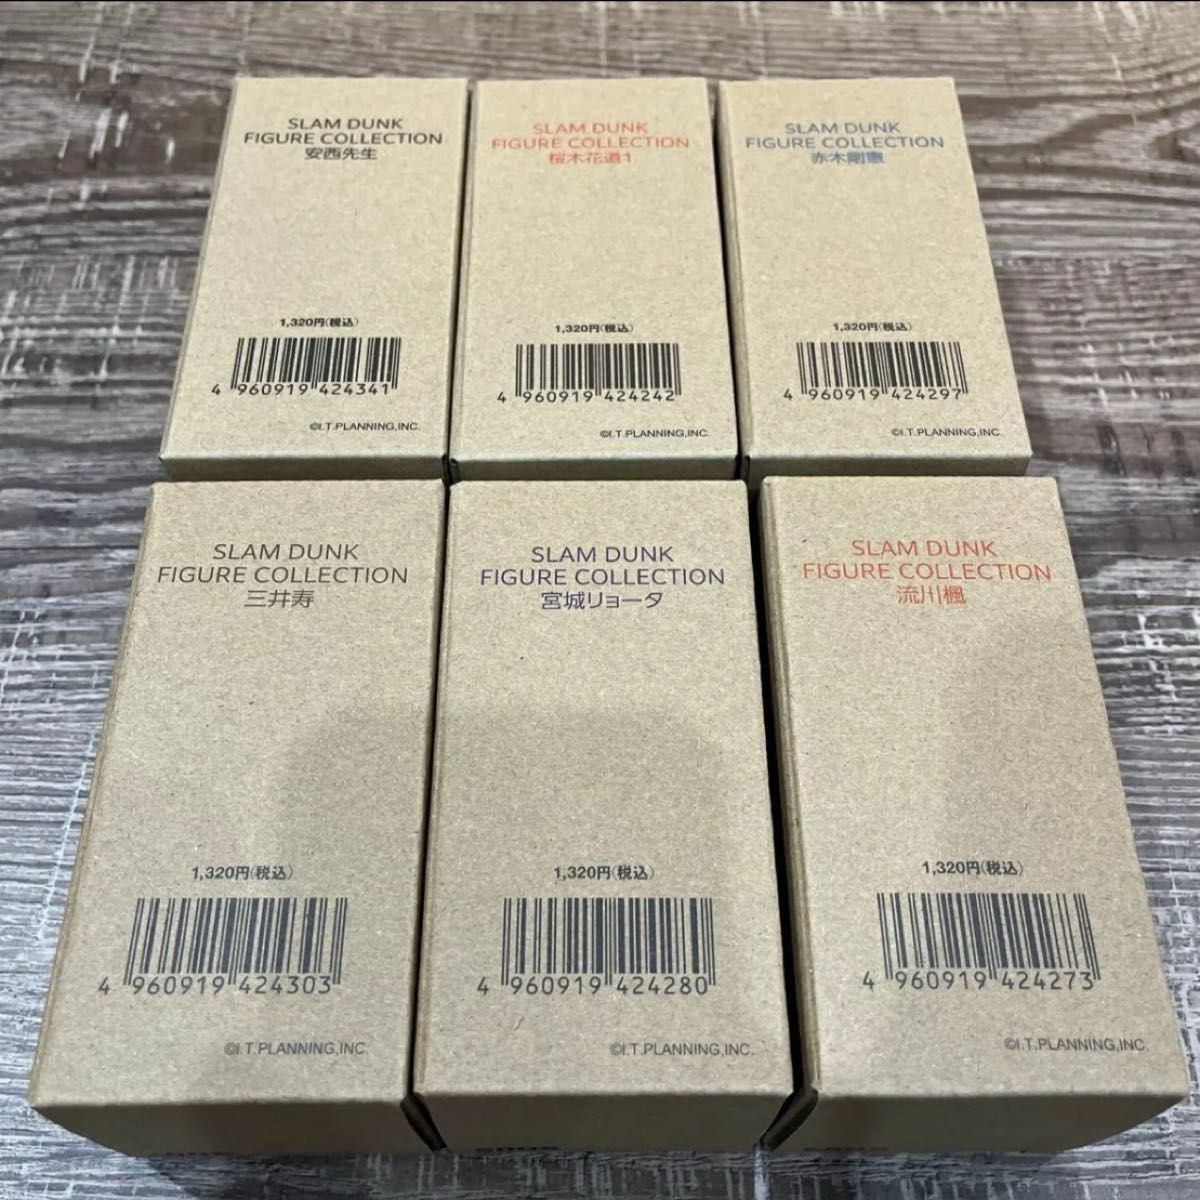 SLAM DUNK
FIGURE COLLECTION
安西先生
1,320円(税込)
4 960919 424341
©I.T.PLANNING,INC.
SLAM DUNK
FIGURE COLLECTION
桜木花道1
1,320円(税込)
4 960919 424242
©I.T.PLANNING,INC.
SLAM DUNK
FIGURE COLLECTION
赤木剛憲
1,320円(税込)
4 960919 424297
©I.T.PLANNING,INC.
SLAM DUNK
FIGURE COLLECTION
三井寿
1,320円(税込)
4 960919 424303
©I.T.PLANNING,INC.
SLAM DUNK
FIGURE COLLECTION
宮城リョータ
1,320円(税込)
4 960919 424280
©I.T.PLANNING,INC.
SLAM DUNK
FIGURE COLLECTION
流川楓
1,320円(税込)
4 960919 424273
©I.T.PLANNING,INC.